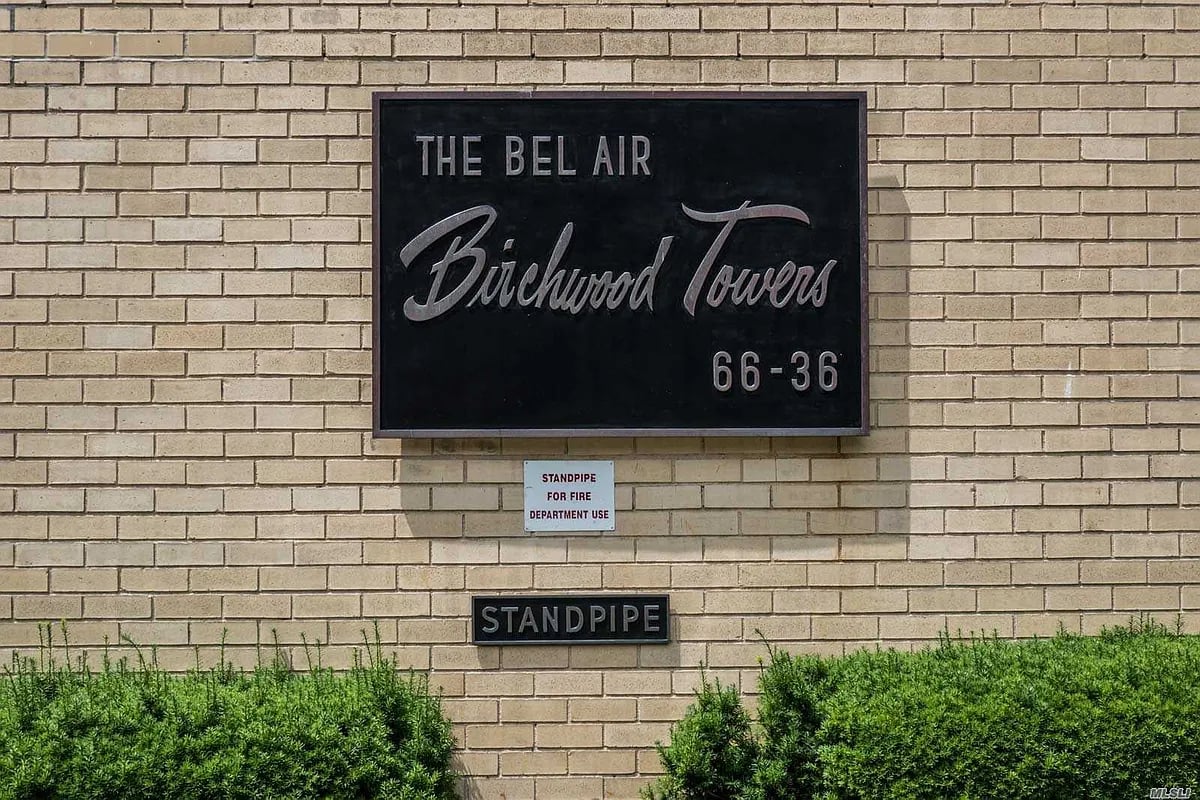 THE BEL AIR
Birchwood Towers
66-36
STANDPIPE
FOR FIRE
DEPARTMENT USE
STANDPIPE
MLSLI